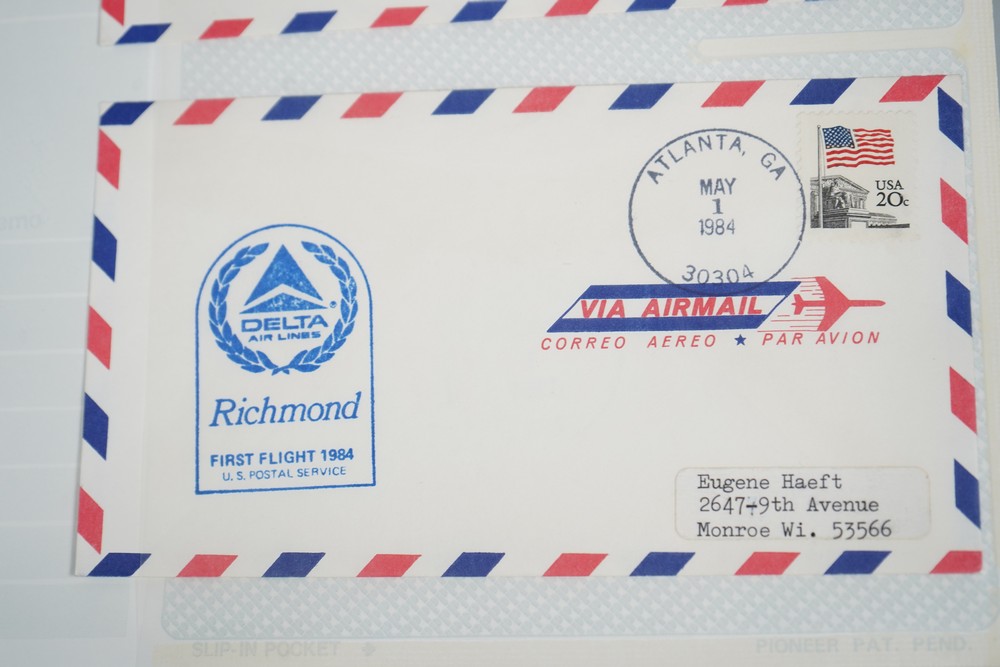 ATLANTA, GA
MAY
1
1984
30304
USA
20c
VIA AIRMAIL
CORREO AEREO ★ PAR AVION
DELTA
AIR LINES
Richmond
FIRST FLIGHT 1984
U.S. POSTAL SERVICE
Eugene Haeft
2647-9th Avenue
Monroe Wi. 53566
SLIP-IN POCKET
PIONEER PAT. PEND.